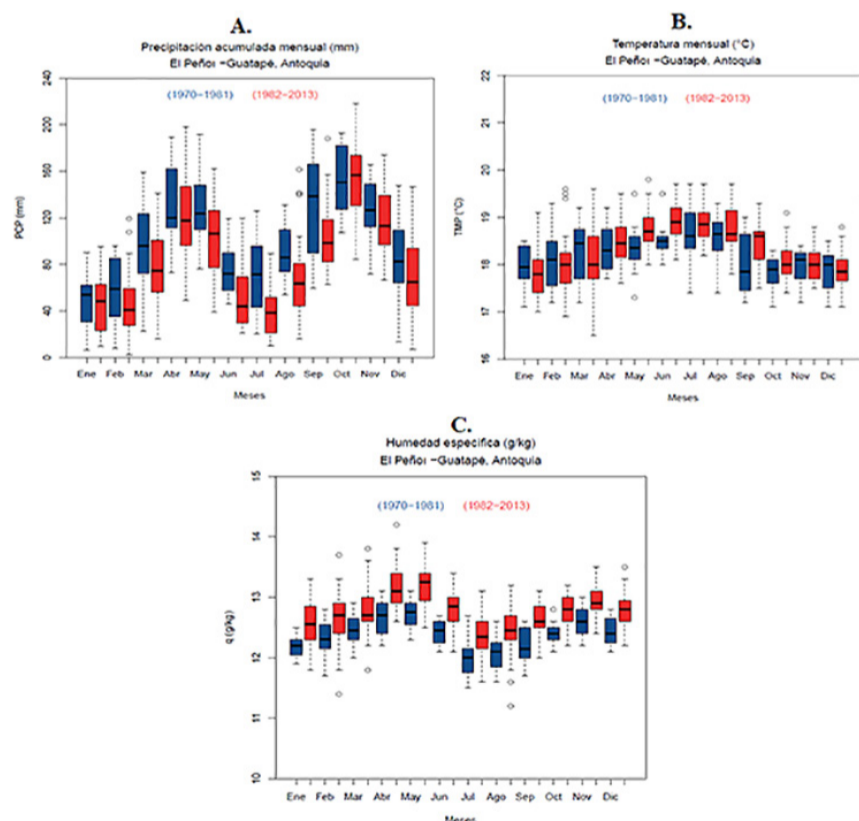 A.
Precipitación acumulada mensual (mm)
El Peñol -Guatapé, Antoquia
(1970-1981) (1982-2013)
PCP (mm)
240
200
160
120
80
40
0
Ene Feb Mar Abr May Jun Jul Ago Sep Oct Nov Dic
Meses
B.
Temperatura mensual (°C)
El Peñol -Guatapé, Antoquia
(1970-1981) (1982-2013)
TMP (°C)
22
21
20
19
18
17
16
Ene Feb Mar Abr May Jun Jul Ago Sep Oct Nov Dic
Meses
C.
Humedad especifica (g/kg)
El Peñol -Guatapé, Antoquia
(1970-1981) (1982-2013)
q (g/kg)
15
14
13
12
11
10
Ene Feb Mar Abr May Jun Jul Ago Sep Oct Nov Dic
Meses